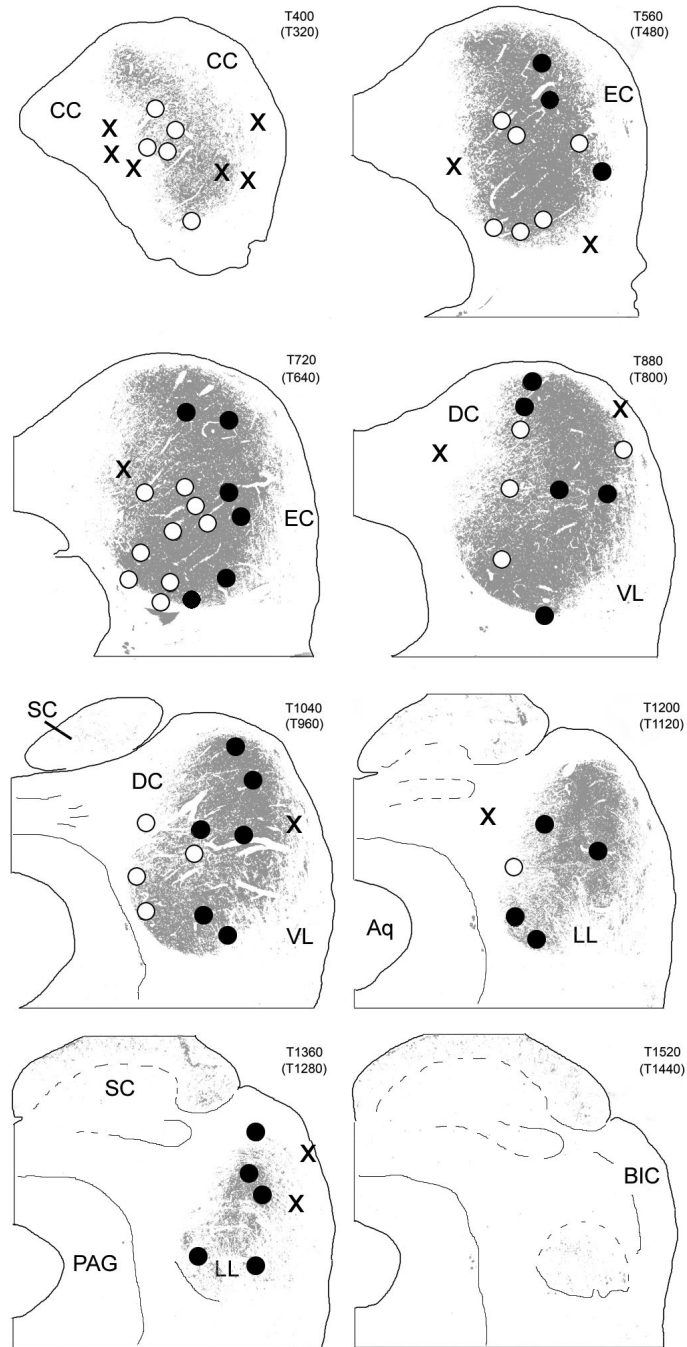 T400
(T320)
CC
CC
X
X
X
X
X
X
T560
(T480)
EC
X
X
T720
(T640)
X
EC
T880
(T800)
DC
X
X
VL
SC
T1040
(T960)
DC
X
VL
T1200
(T1120)
X
Aq
LL
T1360
(T1280)
SC
X
X
PAG
LL
T1520
(T1440)
BIC